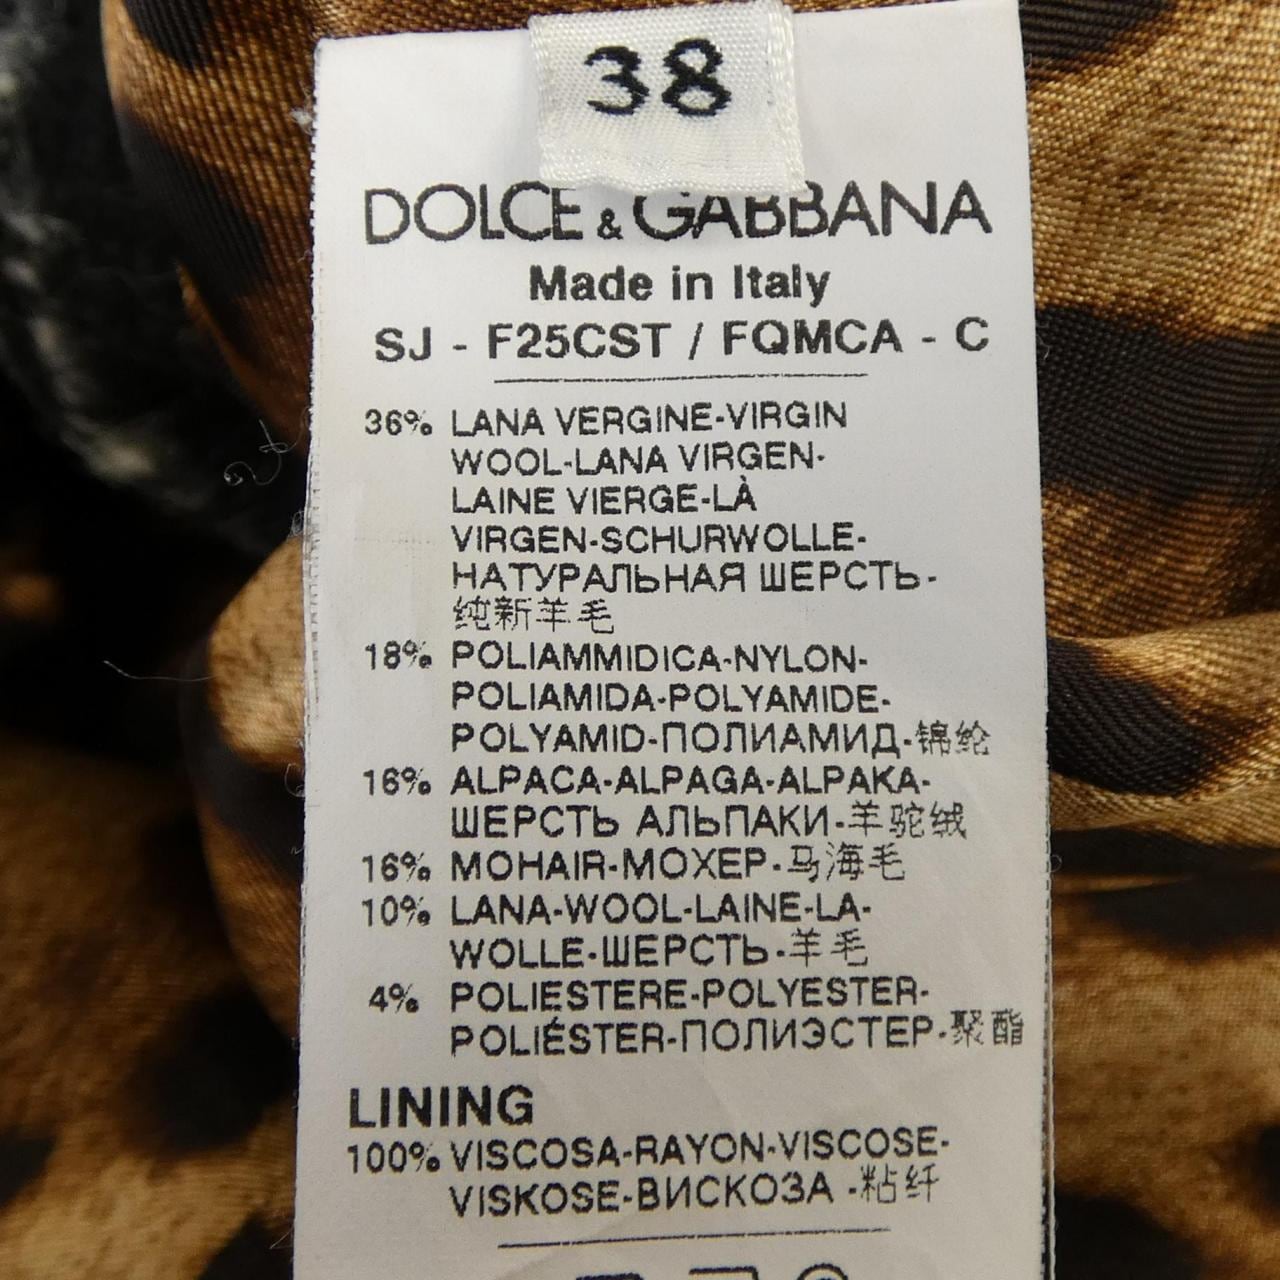 38
DOLCE & GABBANA
Made in Italy
SJ - F25CST / FQMCA - C
36% LANA VERGINE-VIRGIN
WOOL-LANA VIRGEN-
LAINE VIERGE-LÀ
VIRGEN-SCHURWOLLE-
НАТУРАЛЬНАЯ ШЕРСТЬ-
纯新羊毛
18% POLIAMMIDICA-NYLON-
POLIAMIDA-POLYAMIDE-
POLYAMID-ПОЛИАМИД-锦纶
16% ALPACA-ALPAGA-ALPAKA-
ШЕРСТЬ АЛЬПАКИ-羊驼绒
16% MOHAIR-МОХЕР-马海毛
10% LANA-WOOL-LAINE-LA-
WOLLE-ШЕРСТЬ-羊毛
4% POLIESTERE-POLYESTER-
POLIÉSTER-ПОЛИЭСТЕР-聚酯
LINING
100% VISCOSA-RAYON-VISCOSE-
VISKOSE-ВИСКОЗА -粘纤